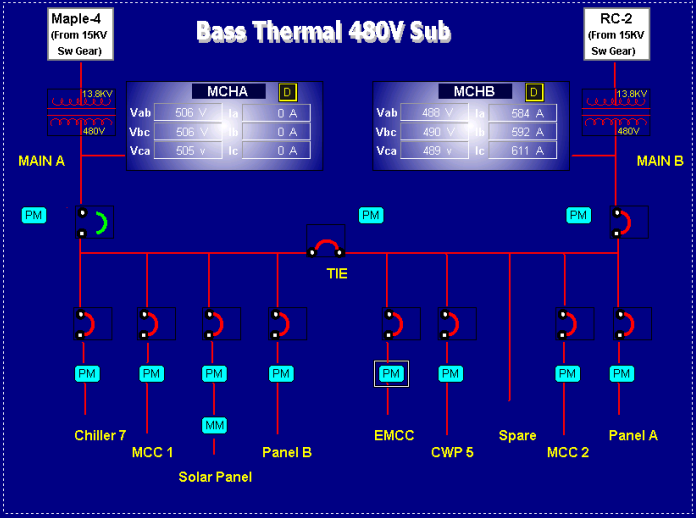 Maple-4
(From 15KV
Sw Gear)
Bass Thermal 480V Sub
RC-2
(From 15KV
Sw Gear)
13.8KV
480V
MCHA D
Vab 506 V Ia 0 A
Vbc 506 V Ib 0 A
Vca 505 v Ic 0 A
MCHB D
Vab 488 V Ia 584 A
Vbc 490 V Ib 592 A
Vca 489 v Ic 611 A
13.8KV
480V
MAIN A
MAIN B
PM
PM
PM
TIE
PM
PM
PM
PM
PM
PM
PM
PM
MM
Chiller 7
MCC 1
Solar Panel
Panel B
EMCC
CWP 5
Spare
MCC 2
Panel A